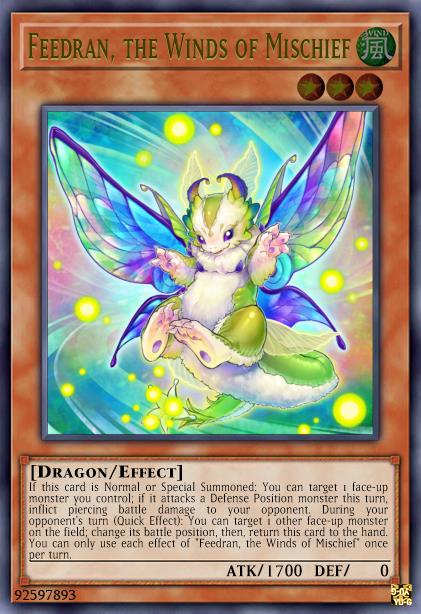 FEEDRAN, THE WINDS OF MISCHIEF
WIND
風
[DRAGON/EFFECT]
If this card is Normal or Special Summoned: You can target 1 face-up
monster you control; if it attacks a Defense Position monster this turn,
inflict piercing battle damage to your opponent. During your
opponent's turn (Quick Effect): You can target 1 other face-up monster
on the field; change its battle position, then, return this card to the hand.
You can only use each effect of "Feedran, the Winds of Mischief" once
per turn.
ATK/1700 DEF/ 0
92597893